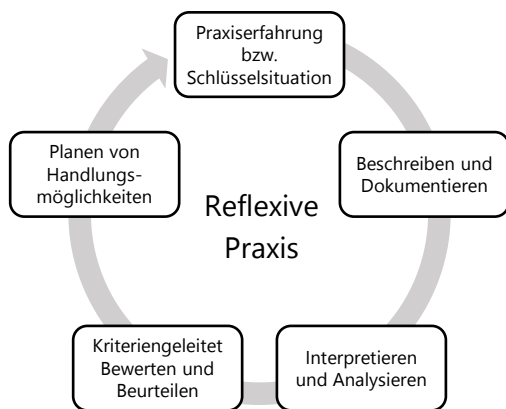 Praxiserfahrung
bzw.
Schlüsselsituation
Beschreiben und
Dokumentieren
Interpretieren
und Analysieren
Kriteriengeleitet
Bewerten und
Beurteilen
Planen von
Handlungs-
möglichkeiten
Reflexive
Praxis